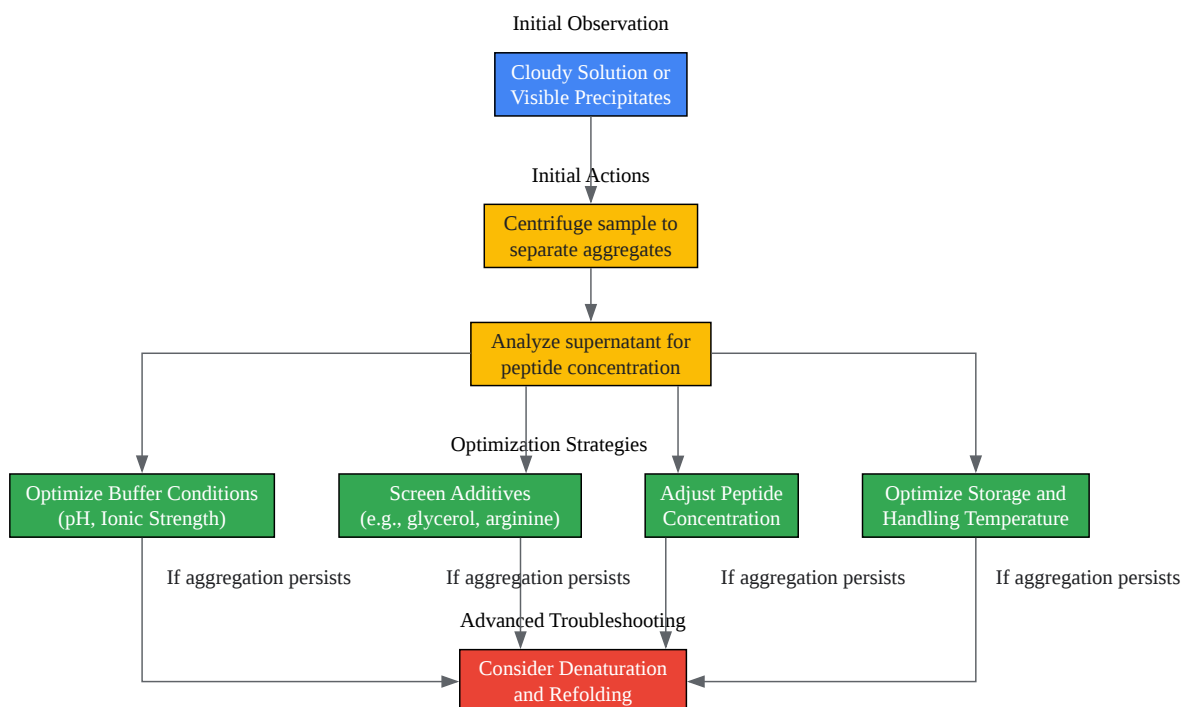 Initial Observation
Cloudy Solution or
Visible Precipitates
Initial Actions
Centrifuge sample to
separate aggregates
Analyze supernatant for
peptide concentration
Optimization Strategies
Optimize Buffer Conditions
(pH, Ionic Strength)
Screen Additives
(e.g., glycerol, arginine)
Adjust Peptide
Concentration
Optimize Storage and
Handling Temperature
If aggregation persists
If aggregation persists
If aggregation persists
If aggregation persists
Advanced Troubleshooting
Consider Denaturation
and Refolding